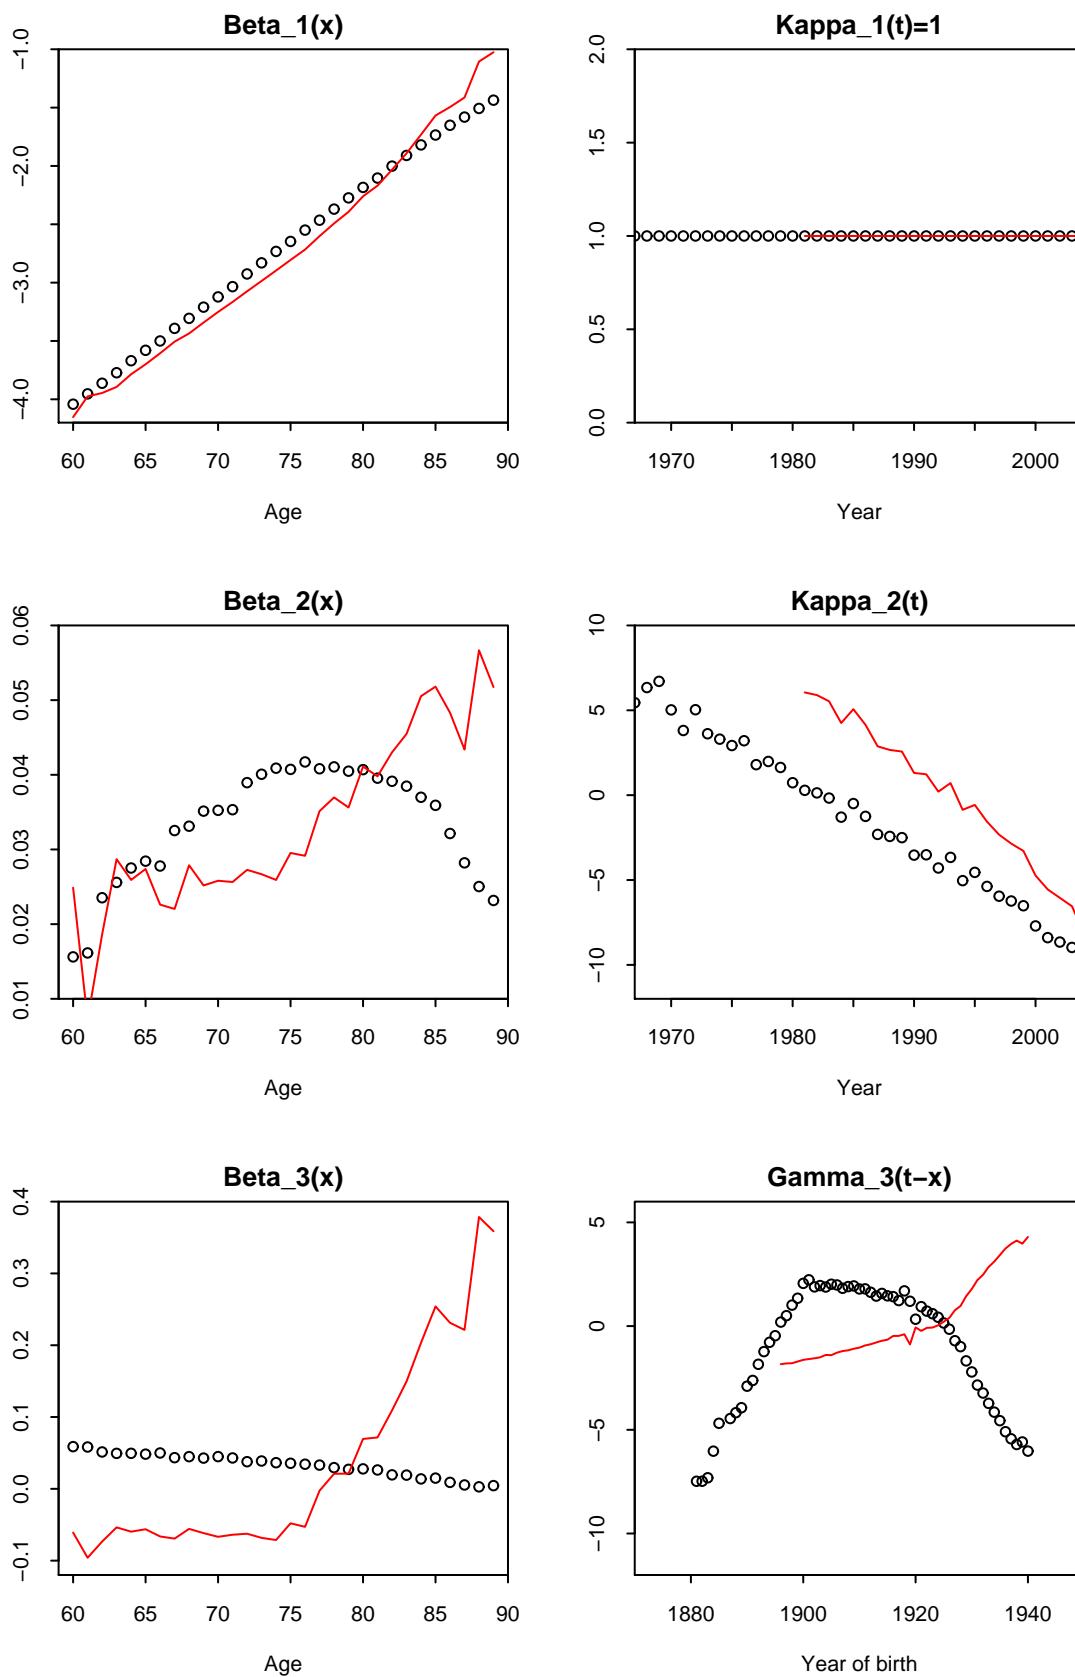 Beta_1(x)
−1.0
−2.0
−3.0
−4.0
60 65 70 75 80 85 90
Age
Kappa_1(t)=1
2.0
1.5
1.0
0.5
0.0
1970 1980 1990 2000
Year
Beta_2(x)
0.06
0.05
0.04
0.03
0.02
0.01
60 65 70 75 80 85 90
Age
Kappa_2(t)
10
5
0
−5
−10
1970 1980 1990 2000
Year
Beta_3(x)
0.4
0.3
0.2
0.1
0.0
−0.1
60 65 70 75 80 85 90
Age
Gamma_3(t−x)
5
0
−5
−10
1880 1900 1920 1940
Year of birth